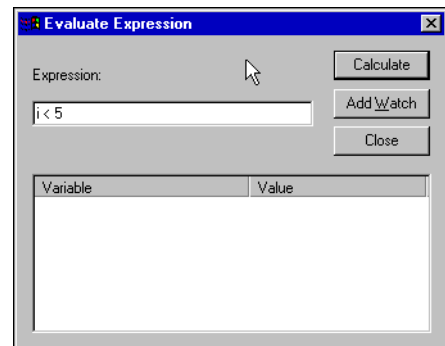 Evaluate Expression
Expression:
i < 5
Calculate
Add Watch
Close
Variable Value